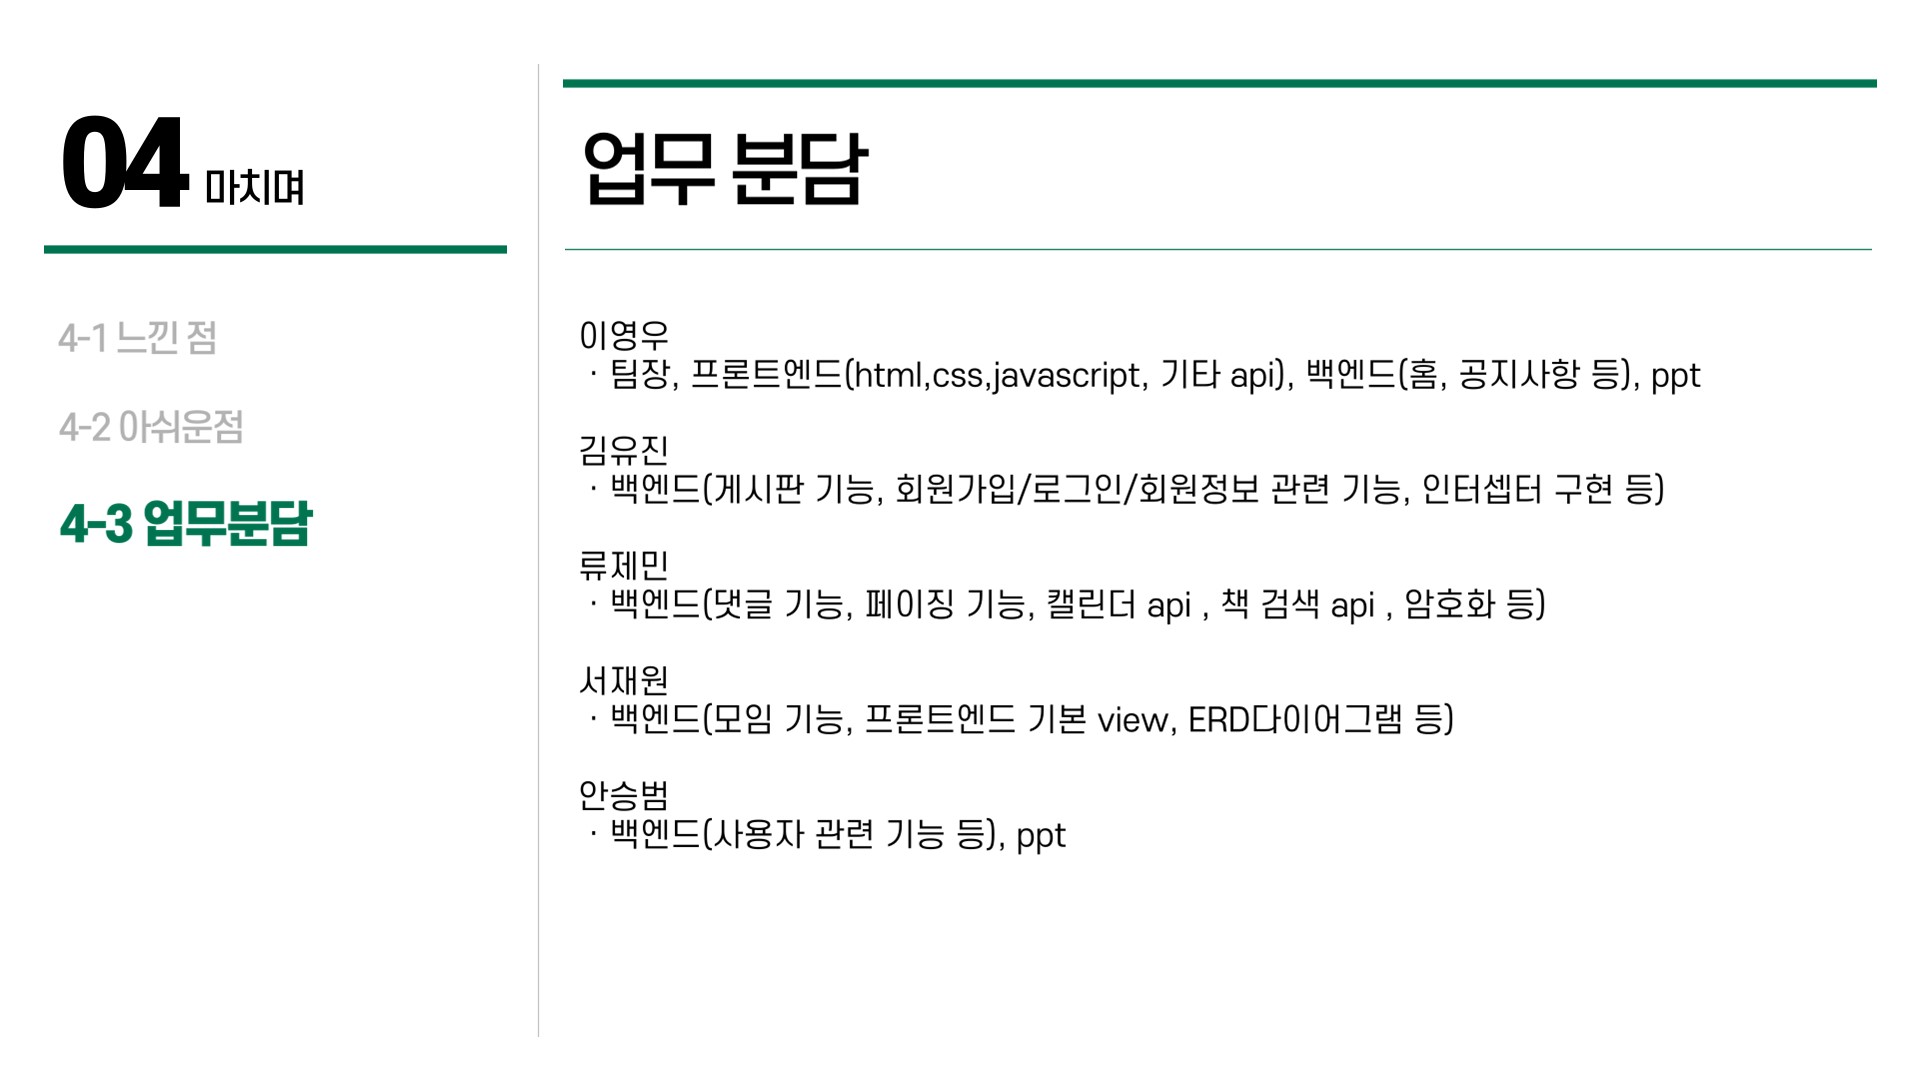 04 마치며
4-1 느낀 점
4-2 아쉬운점
4-3 업무분담
업무 분담
이영우
· 팀장, 프론트엔드(html,css,javascript, 기타 api), 백엔드(홈, 공지사항 등), ppt
김유진
· 백엔드(게시판 기능, 회원가입/로그인/회원정보 관련 기능, 인터셉터 구현 등)
류제민
· 백엔드(댓글 기능, 페이징 기능, 캘린더 api , 책 검색 api , 암호화 등)
서재원
· 백엔드(모임 기능, 프론트엔드 기본 view, ERD다이어그램 등)
안승범
· 백엔드(사용자 관련 기능 등), ppt